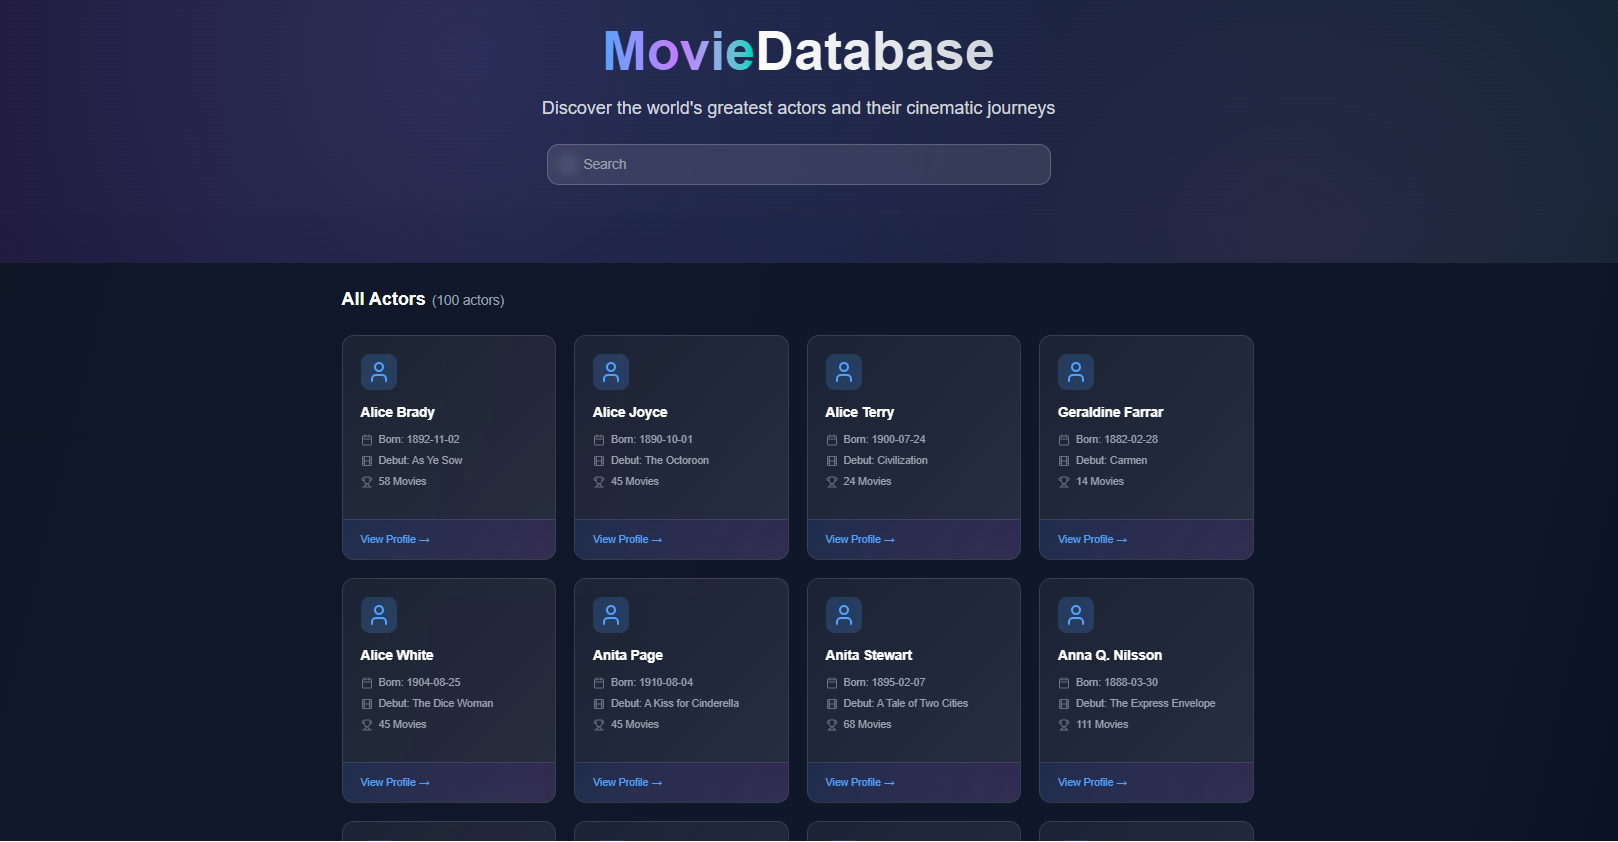 MovieDatabase
Discover the world's greatest actors and their cinematic journeys
Search
All Actors (100 actors)
Alice Brady
Born: 1892-11-02
Debut: As Ye Sow
58 Movies
View Profile →
Alice Joyce
Born: 1890-10-01
Debut: The Octoroon
45 Movies
View Profile →
Alice Terry
Born: 1900-07-24
Debut: Civilization
24 Movies
View Profile →
Geraldine Farrar
Born: 1882-02-28
Debut: Carmen
14 Movies
View Profile →
Alice White
Born: 1904-08-25
Debut: The Dice Woman
45 Movies
View Profile →
Anita Page
Born: 1910-08-04
Debut: A Kiss for Cinderella
45 Movies
View Profile →
Anita Stewart
Born: 1895-02-07
Debut: A Tale of Two Cities
68 Movies
View Profile →
Anna Q. Nilsson
Born: 1888-03-30
Debut: The Express Envelope
111 Movies
View Profile →